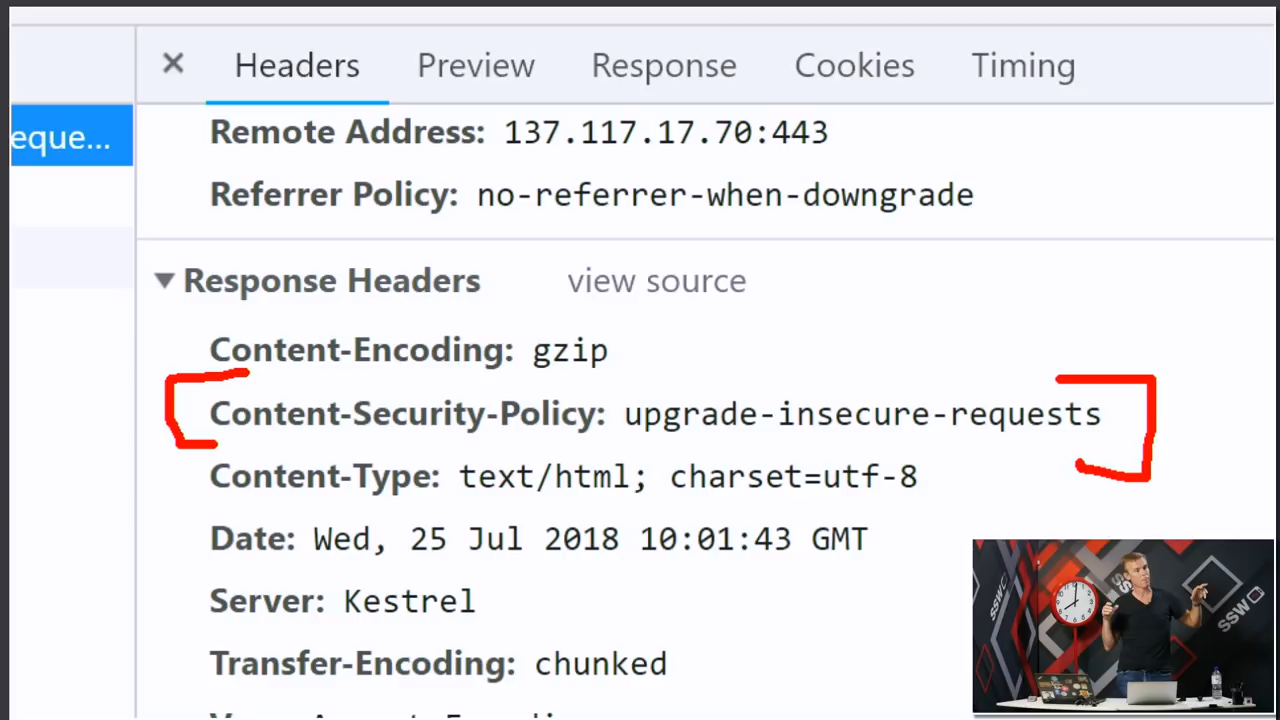 Headers Preview Response Cookies Timing
eque...
Remote Address: 137.117.17.70:443
Referrer Policy: no-referrer-when-downgrade
Response Headers view source
Content-Encoding: gzip
Content-Security-Policy: upgrade-insecure-requests
Content-Type: text/html; charset=utf-8
Date: Wed, 25 Jul 2018 10:01:43 GMT
Server: Kestrel
Transfer-Encoding: chunked
SSW
SSW